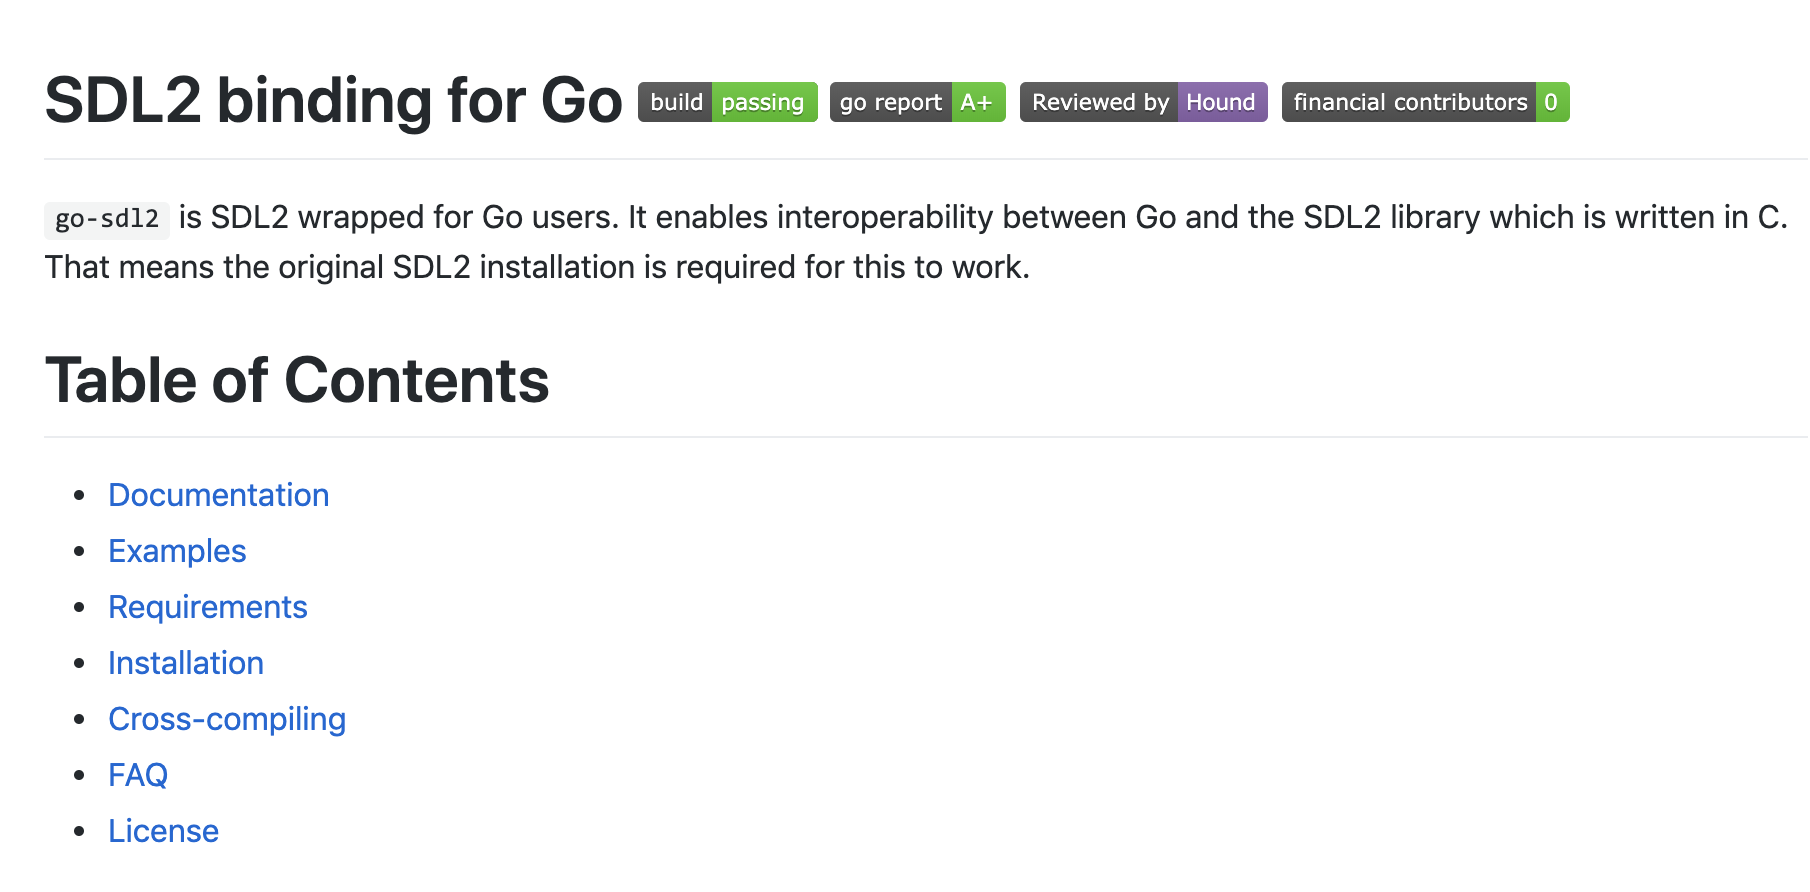 SDL2 binding for Go build passing go report A+ Reviewed by Hound financial contributors 0
go-sdl2 is SDL2 wrapped for Go users. It enables interoperability between Go and the SDL2 library which is written in C.
That means the original SDL2 installation is required for this to work.
Table of Contents
• Documentation
• Examples
• Requirements
• Installation
• Cross-compiling
• FAQ
• License